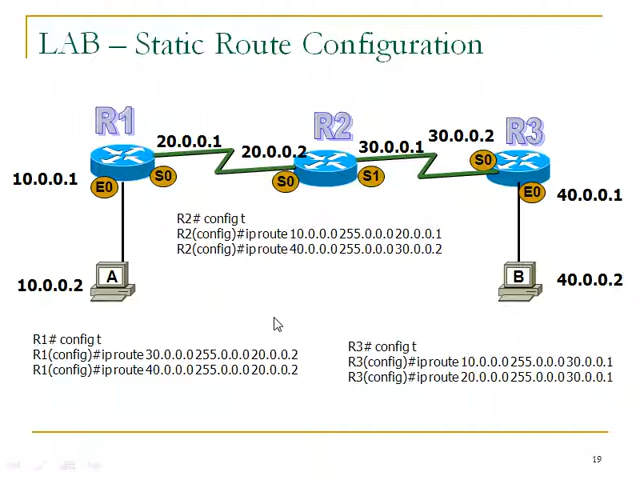 LAB – Static Route Configuration
R1
R2
R3
20.0.0.1
20.0.0.2
30.0.0.1
30.0.0.2
10.0.0.1
E0
S0
S0
S1
S0
E0
40.0.0.1
R2# config t
R2(config)#ip route 10.0.0.0 255.0.0.0 20.0.0.1
R2(config)#ip route 40.0.0.0 255.0.0.0 30.0.0.2
10.0.0.2
A
B
40.0.0.2
R1# config t
R1(config)#ip route 30.0.0.0 255.0.0.0 20.0.0.2
R1(config)#ip route 40.0.0.0 255.0.0.0 20.0.0.2
R3# config t
R3(config)#ip route 10.0.0.0 255.0.0.0 30.0.0.1
R3(config)#ip route 20.0.0.0 255.0.0.0 30.0.0.1
19